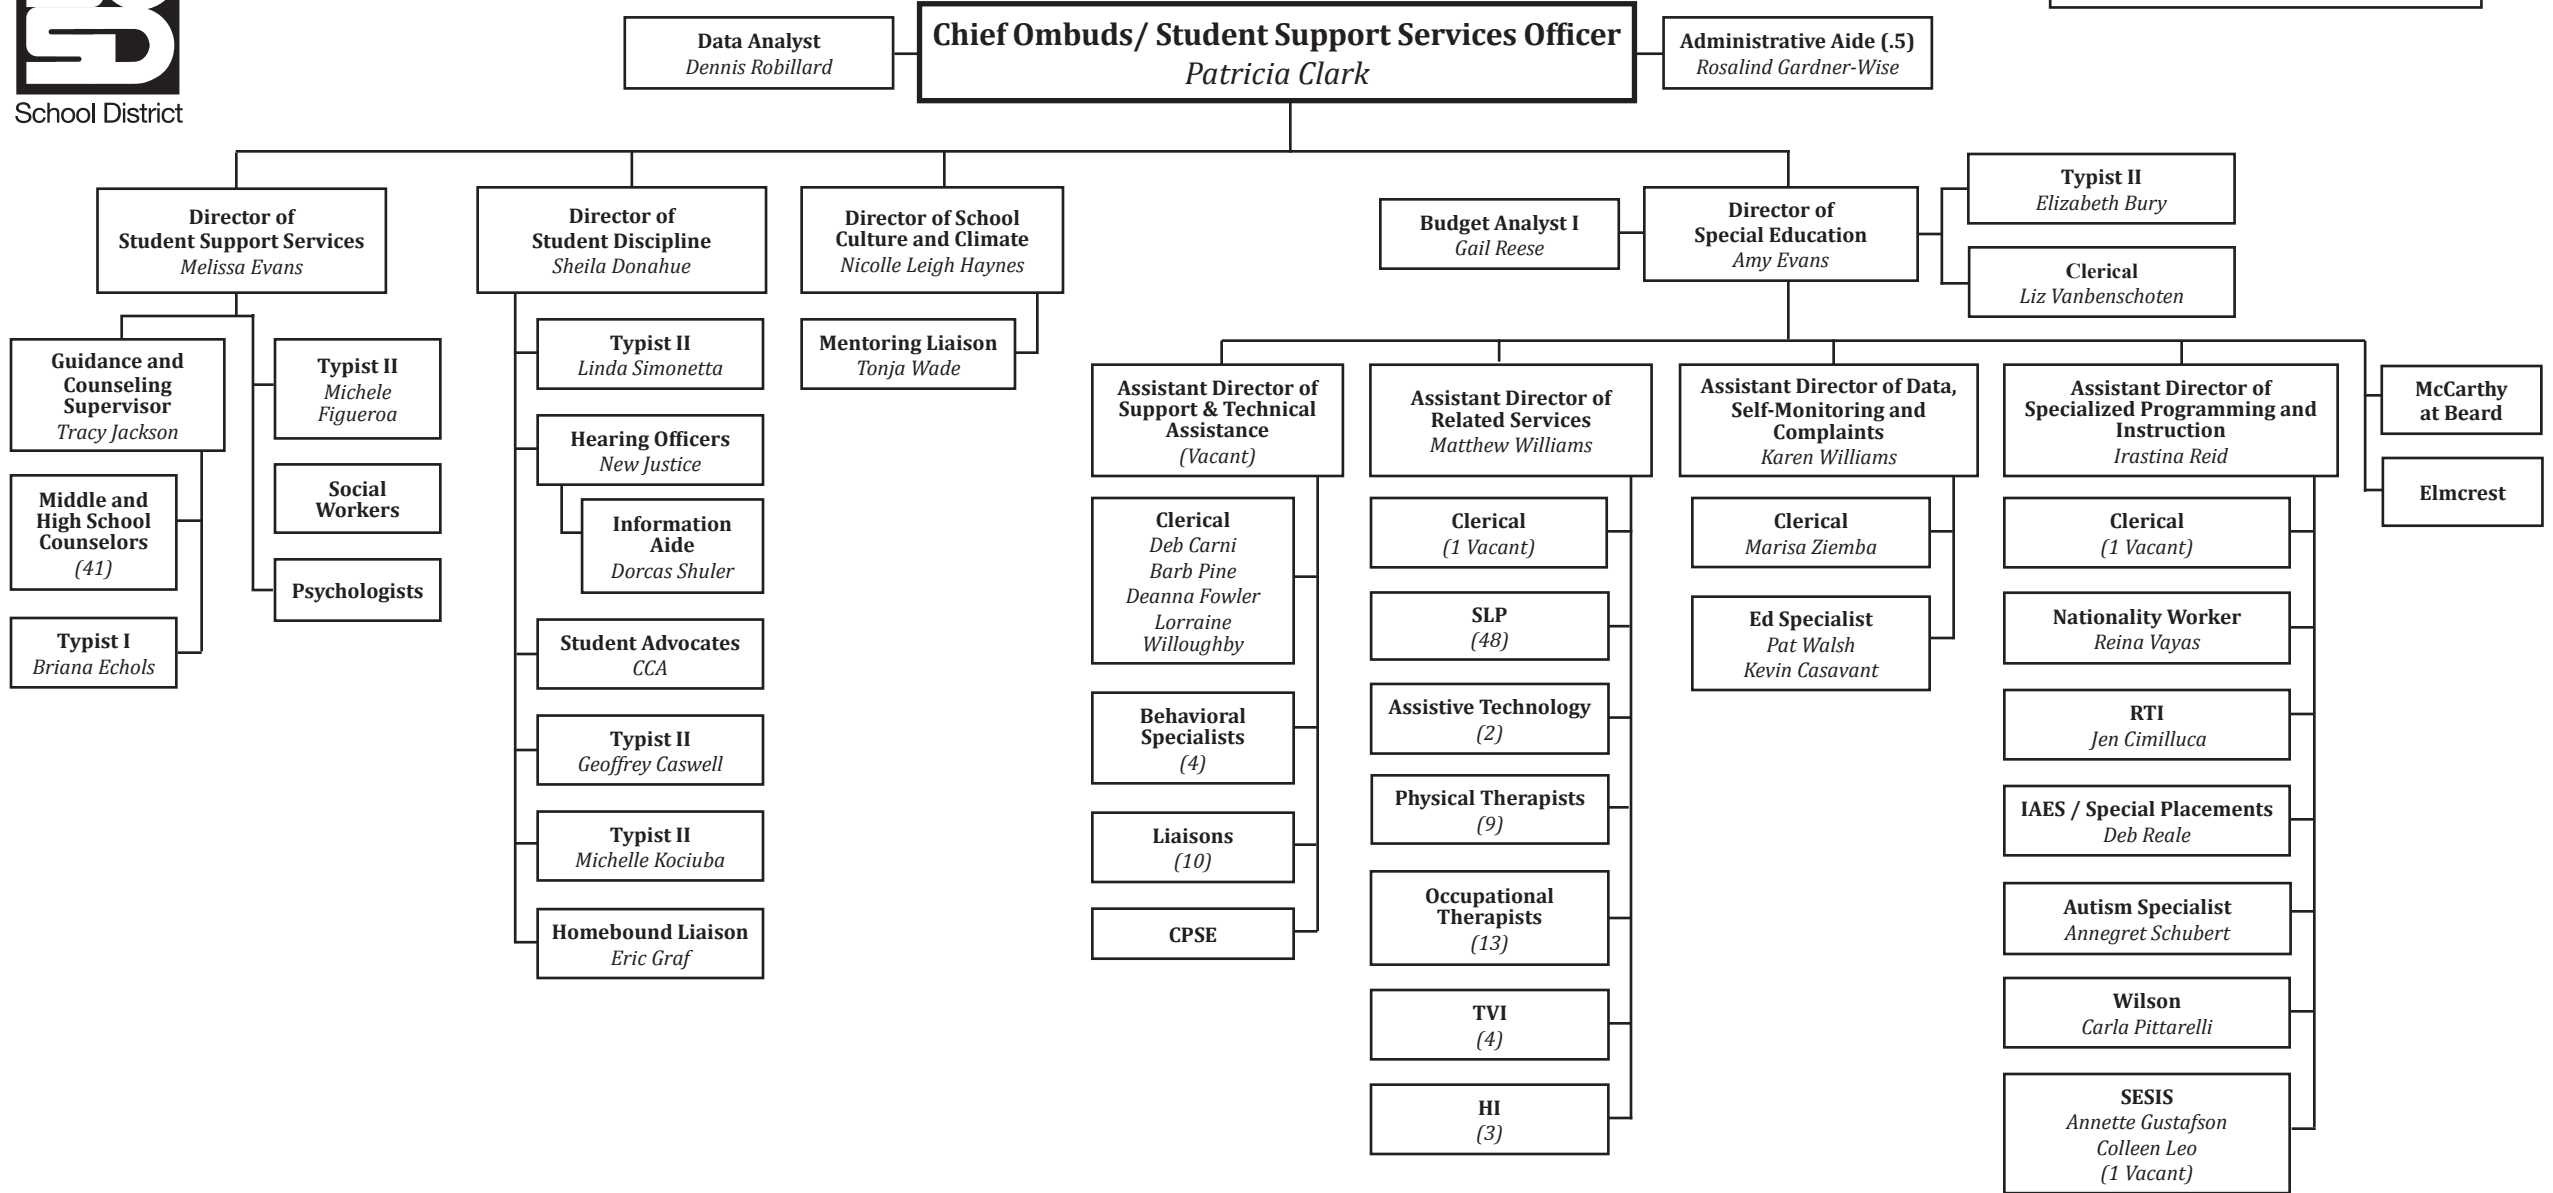 School District
Data Analyst
Dennis Robillard
Chief Ombuds/ Student Support Services Officer
Patricia Clark
Administrative Aide (.5)
Rosalind Gardner-Wise
Director of
Student Support Services
Melissa Evans
Director of
Student Discipline
Sheila Donahue
Director of School
Culture and Climate
Nicolle Leigh Haynes
Budget Analyst I
Gail Reese
Director of
Special Education
Amy Evans
Typist II
Elizabeth Bury
Clerical
Liz Vanbenschoten
Guidance and
Counseling
Supervisor
Tracy Jackson
Middle and
High School
Counselors
(41)
Typist I
Briana Echols
Typist II
Michele
Figueroa
Social
Workers
Psychologists
Typist II
Linda Simonetta
Hearing Officers
New Justice
Information
Aide
Dorcas Shuler
Student Advocates
CCA
Typist II
Geoffrey Caswell
Typist II
Michelle Kociuba
Homebound Liaison
Eric Graf
Mentoring Liaison
Tonja Wade
Assistant Director of
Support & Technical
Assistance
(Vacant)
Clerical
Deb Carni
Barb Pine
Deanna Fowler
Lorraine
Willoughby
Behavioral
Specialists
(4)
Liaisons
(10)
CPSE
Assistant Director of
Related Services
Matthew Williams
Clerical
(1 Vacant)
SLP
(48)
Assistive Technology
(2)
Physical Therapists
(9)
Occupational
Therapists
(13)
TVI
(4)
HI
(3)
Assistant Director of Data,
Self-Monitoring and
Complaints
Karen Williams
Clerical
Marisa Ziemba
Ed Specialist
Pat Walsh
Kevin Casavant
Assistant Director of
Specialized Programming and
Instruction
Irastina Reid
Clerical
(1 Vacant)
Nationality Worker
Reina Vayas
RTI
Jen Cimilluca
IAES / Special Placements
Deb Reale
Autism Specialist
Annegret Schubert
Wilson
Carla Pittarelli
SESIS
Annette Gustafson
Colleen Leo
(1 Vacant)
McCarthy
at Beard
Elmcrest